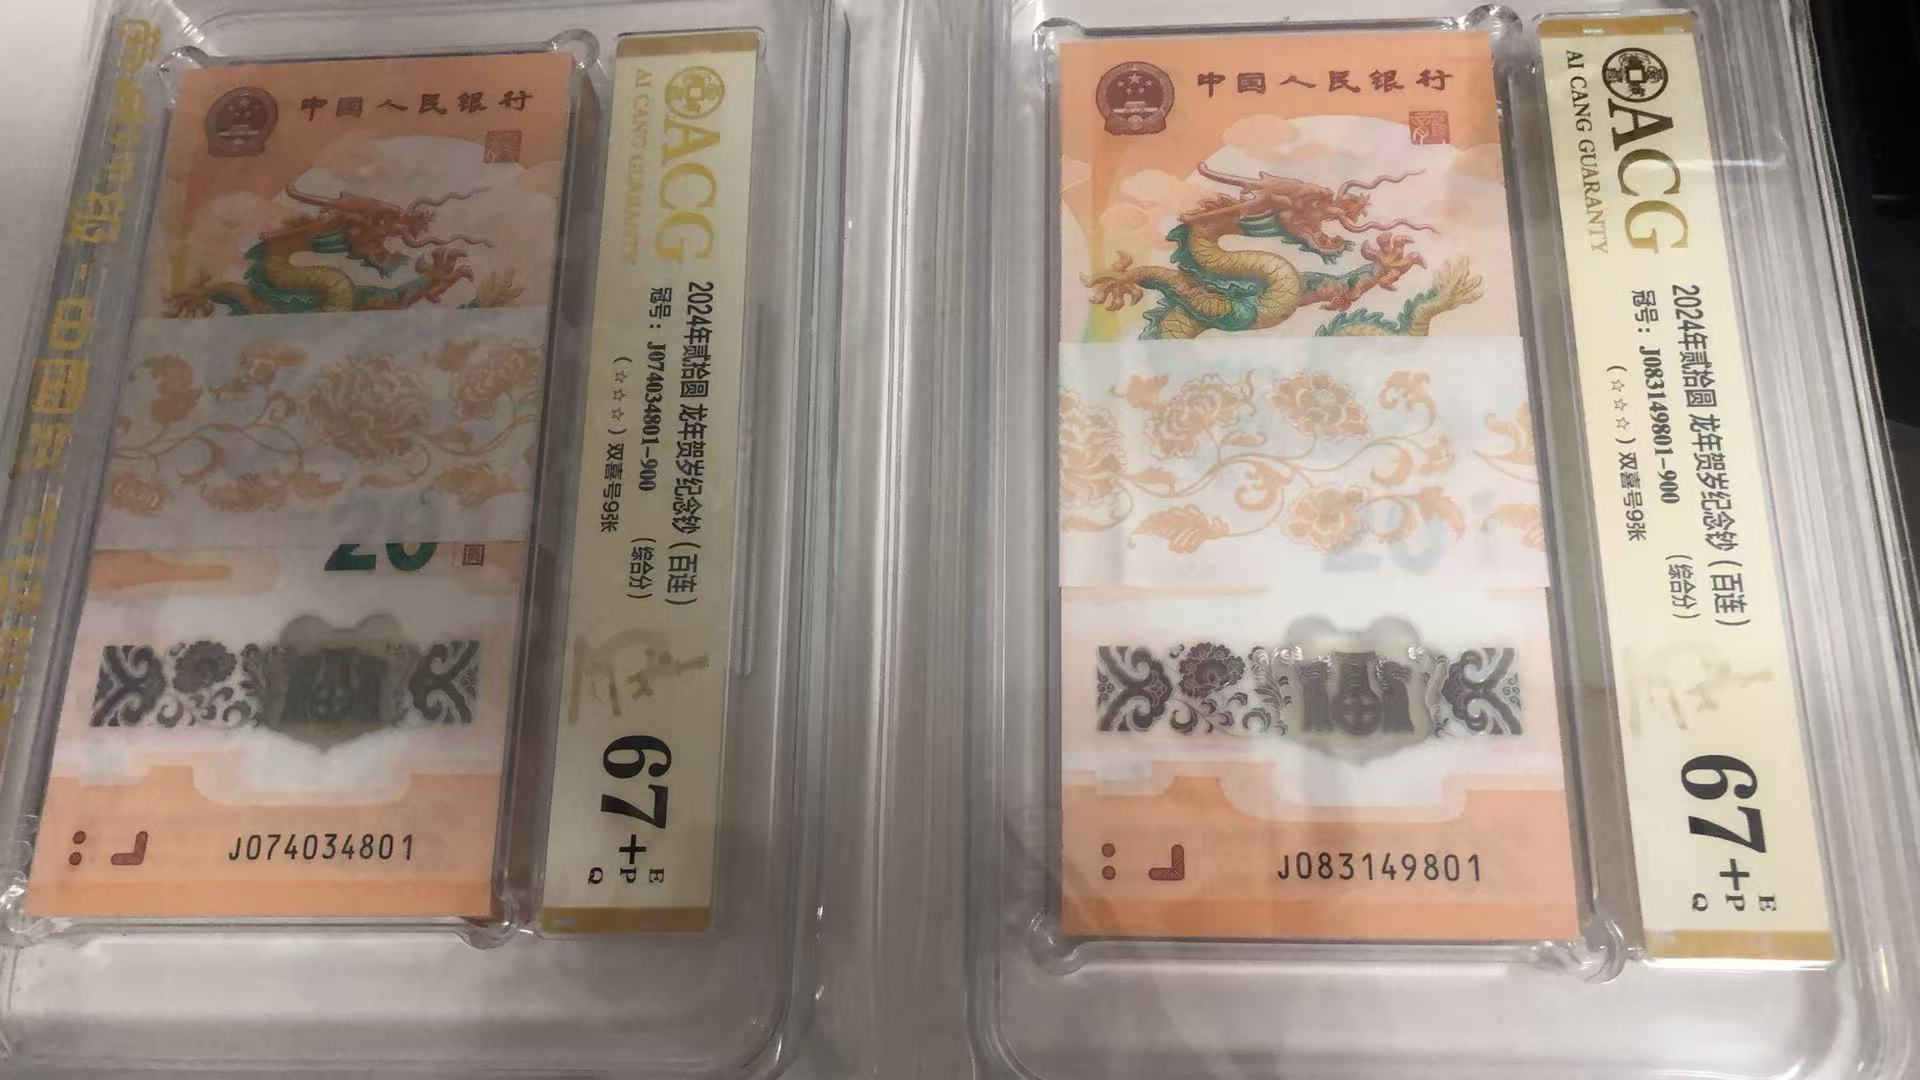 中国人民银行
J074034801
ACG
AI CANG GUARANTY
2024年贰拾圆 龙年贺岁纪念钞（百连）
冠号：J074034801-900 （综合分）
（☆☆☆）双喜号9张
67+
E
P
Q
中国人民银行
J083149801
ACG
AI CANG GUARANTY
2024年贰拾圆 龙年贺岁纪念钞（百连）
冠号：J083149801-900 （综合分）
（☆☆☆）双喜号9张
67+
E
P
Q